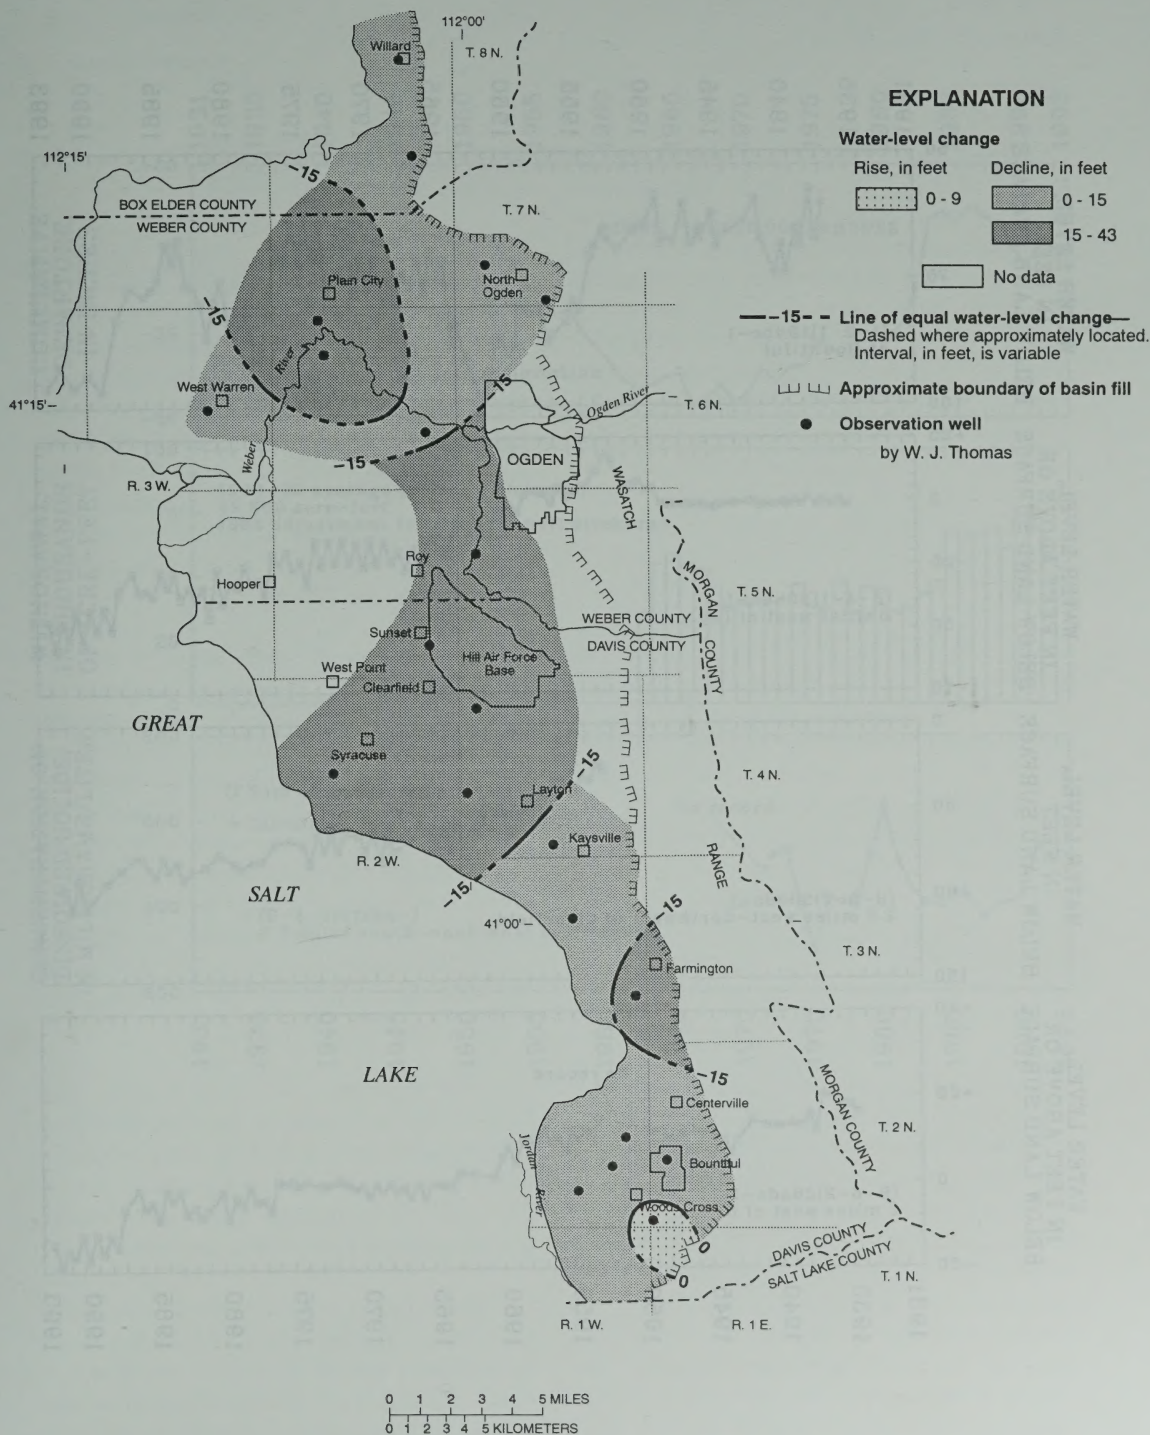 112°00'
Willard
T. 8 N.
EXPLANATION
Water-level change
Rise, in feet
Decline, in feet
0 - 9
0 - 15
15 - 43
No data
–15– Line of equal water-level change—
Dashed where approximately located.
Interval, in feet, is variable
Approximate boundary of basin fill
Observation well
by W. J. Thomas
112°15'
–15
BOX ELDER COUNTY
WEBER COUNTY
T. 7 N.
Plain City
North
Ogden
–15
River
West Warren
15
41°15'
Ogden River
T. 6 N.
Weber
–15
OGDEN
WASATCH
R. 3 W.
Roy
Hooper
MORGAN
COUNTY
T. 5 N.
WEBER COUNTY
DAVIS COUNTY
Sunset
Hill Air Force
Base
West Point
Clearfield
GREAT
Syracuse
–15
T. 4 N.
Layton
Kaysville
R. 2 W.
RANGE
–15
SALT
–15
41°00'
T. 3 N.
Farmington
LAKE
–15
MORGAN COUNTY
Centerville
T. 2 N.
Jordan
River
Bountiful
Woods Cross
0
0
DAVIS COUNTY
SALT LAKE COUNTY
T. 1 N.
R. 1 W.
R. 1 E.
0 1 2 3 4 5 MILES
0 1 2 3 4 5 KILOMETERS